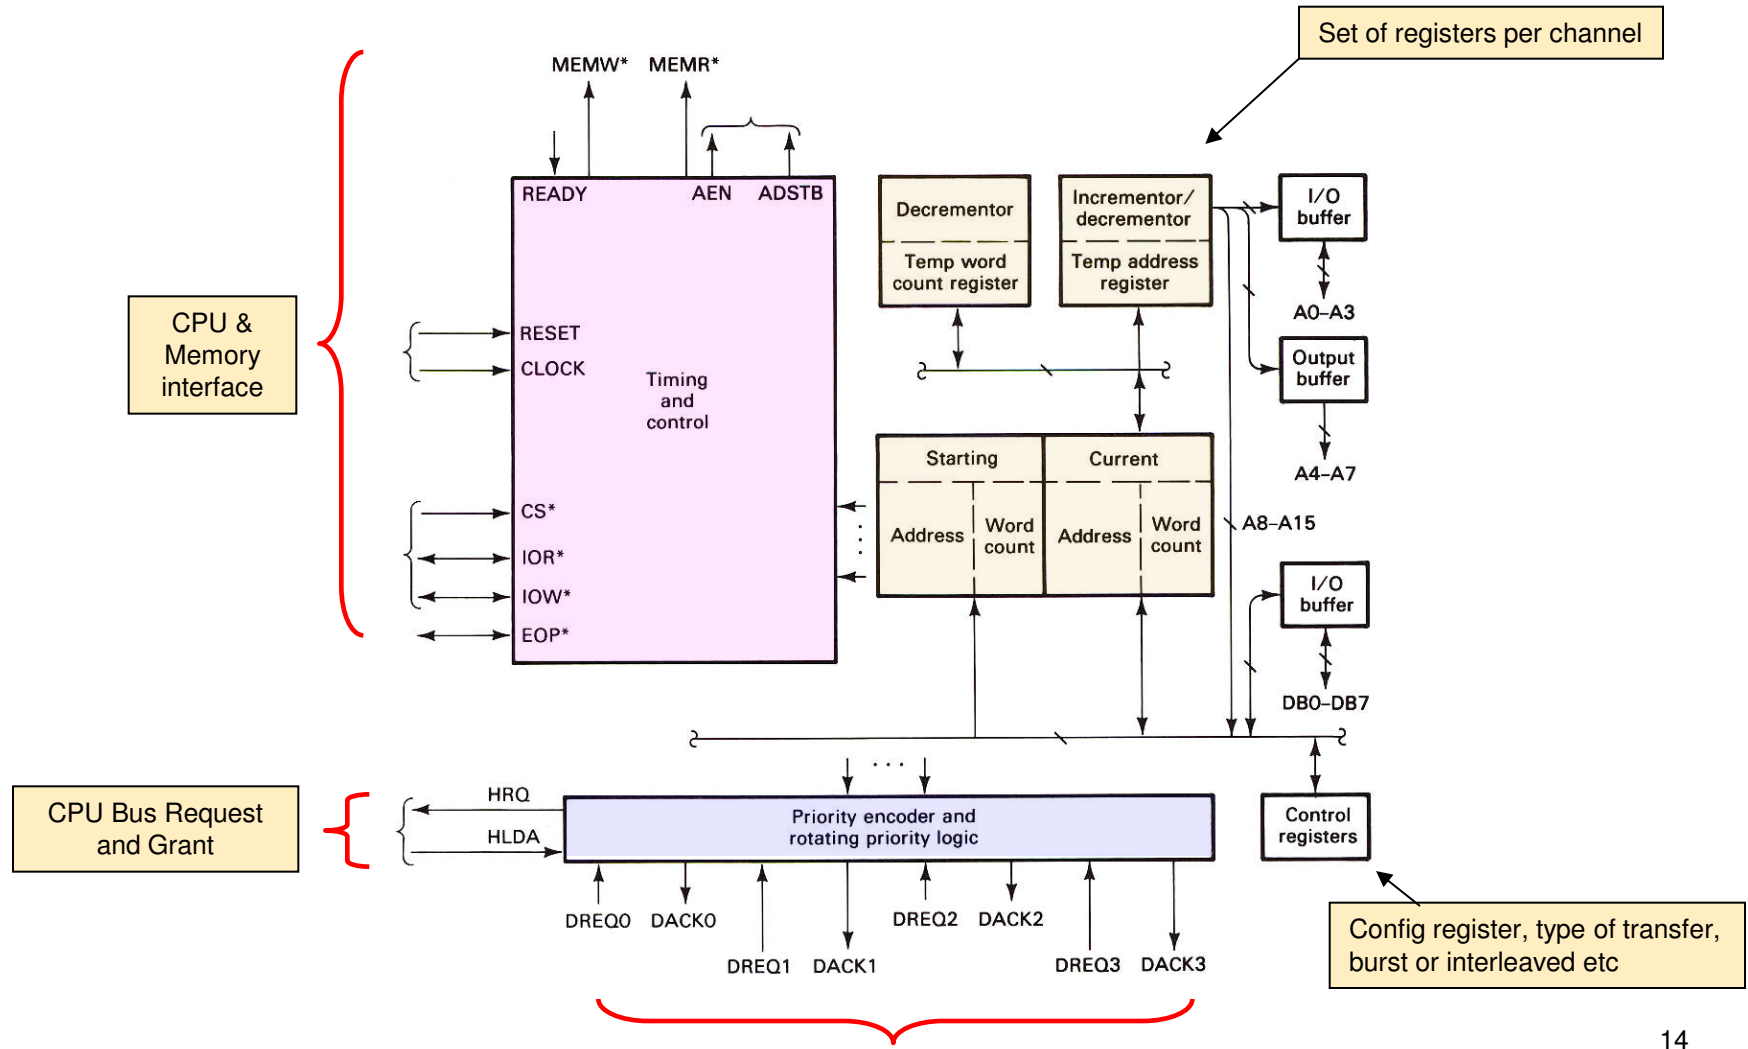 Set of registers per channel
MEMW* MEMR*
READY AEN ADSTB
Decrementor
Temp word
count register
Incrementor/
decrementor
Temp address
register
I/O
buffer
A0–A3
Output
buffer
A4–A7
CPU &
Memory
interface
RESET
CLOCK
Timing
and
control
CS*
IOR*
IOW*
EOP*
Starting
Current
Address
Word
count
Address
Word
count
A8–A15
I/O
buffer
DB0–DB7
CPU Bus Request
and Grant
HRQ
HLDA
Priority encoder and
rotating priority logic
Control
registers
DREQ0 DACK0 DREQ2 DACK2
DREQ1 DACK1 DREQ3 DACK3
Config register, type of transfer,
burst or interleaved etc
14